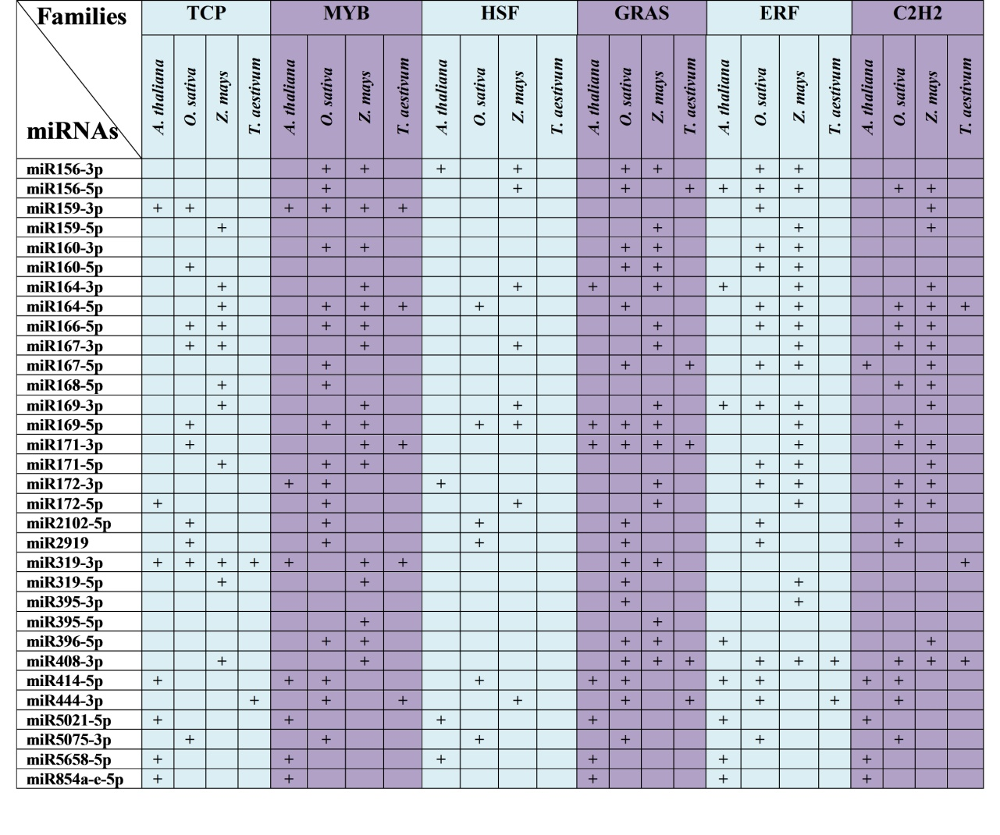 Families TCP MYB HSF GRAS ERF C2H2
miRNAs A. thaliana O. sativa Z. mays T. aestivum A. thaliana O. sativa Z. mays T. aestivum A. thaliana O. sativa Z. mays T. aestivum A. thaliana O. sativa Z. mays T. aestivum A. thaliana O. sativa Z. mays T. aestivum A. thaliana O. sativa Z. mays T. aestivum
miR156-3p + + + + + + + +
miR156-5p + + + + + + + + +
miR159-3p + + + + + + + +
miR159-5p + + + +
miR160-3p + + + + + +
miR160-5p + + + + +
miR164-3p + + + + + + + +
miR164-5p + + + + + + + + + + +
miR166-5p + + + + + + + + +
miR167-3p + + + + + + + +
miR167-5p + + + + + + +
miR168-5p + + + +
miR169-3p + + + + + + + +
miR169-5p + + + + + + + + + +
miR171-3p + + + + + + + + + +
miR171-5p + + + + + +
miR172-3p + + + + + + + +
miR172-5p + + + + + + +
miR2102-5p + + + + + +
miR2919 + + + + + +
miR319-3p + + + + + + + + + +
miR319-5p + + + +
miR395-3p + +
miR395-5p + +
miR396-5p + + + + + +
miR408-3p + + + + + + + + + + +
miR414-5p + + + + + + + + + +
miR444-3p + + + + + + + + +
miR5021-5p + + + + + +
miR5075-3p + + + + + +
miR5658-5p + + + + + +
miR854a-e-5p + + + + +